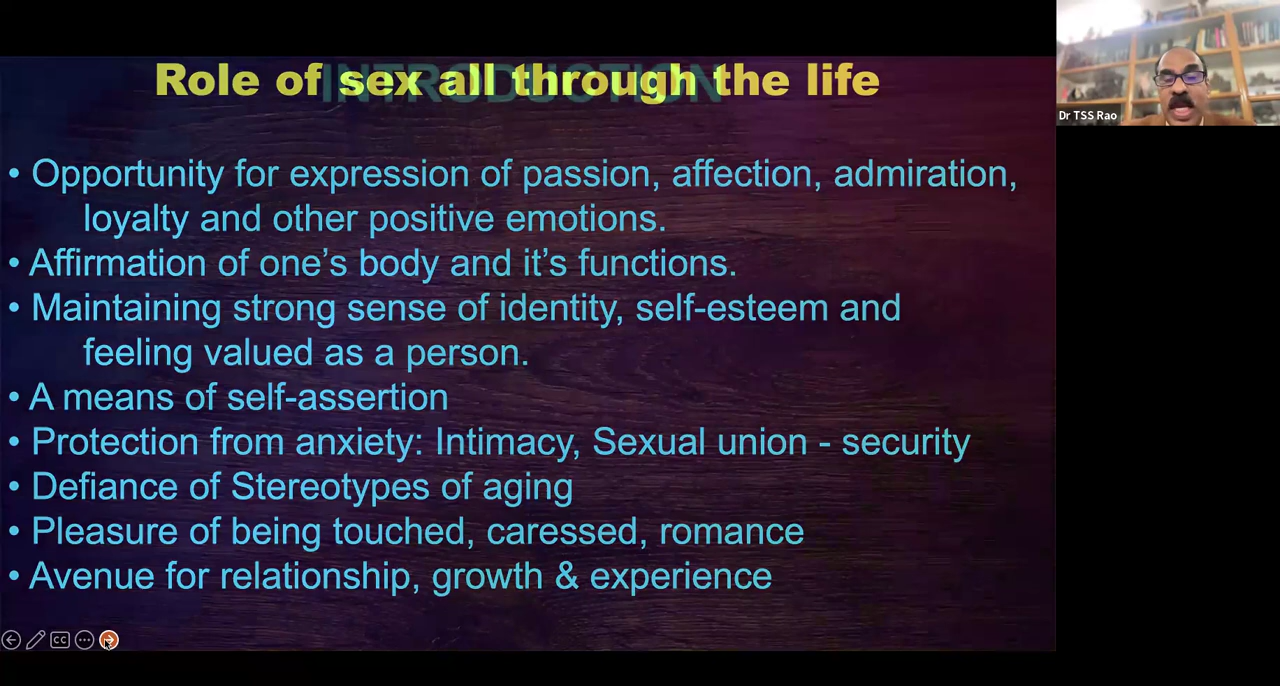 Role of sex all through the life
INTRODUCTION
• Opportunity for expression of passion, affection, admiration,
loyalty and other positive emotions.
• Affirmation of one’s body and it’s functions.
• Maintaining strong sense of identity, self-esteem and
feeling valued as a person.
• A means of self-assertion
• Protection from anxiety: Intimacy, Sexual union - security
• Defiance of Stereotypes of aging
• Pleasure of being touched, caressed, romance
• Avenue for relationship, growth & experience
CC
Dr TSS Rao